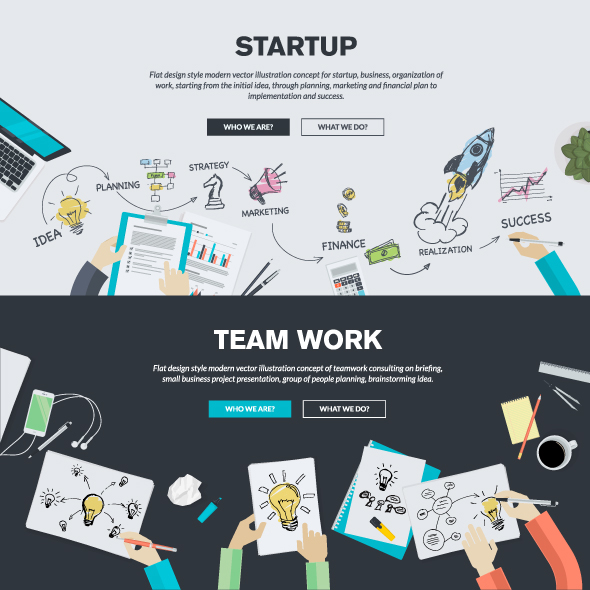 STARTUP
Flat design style modern vector illustration concept for startup, business, organization of
work, starting from the initial idea, through planning, marketing and financial plan to
implementation and success.
WHO WE ARE?
WHAT WE DO?
IDEA
PLANNING
STRATEGY
MARKETING
FINANCE
REALIZATION
SUCCESS
TEAM WORK
Flat design style modern vector illustration concept of teamwork consulting on briefing,
small business project presentation, group of people planning, brainstorming idea.
WHO WE ARE?
WHAT WE DO?